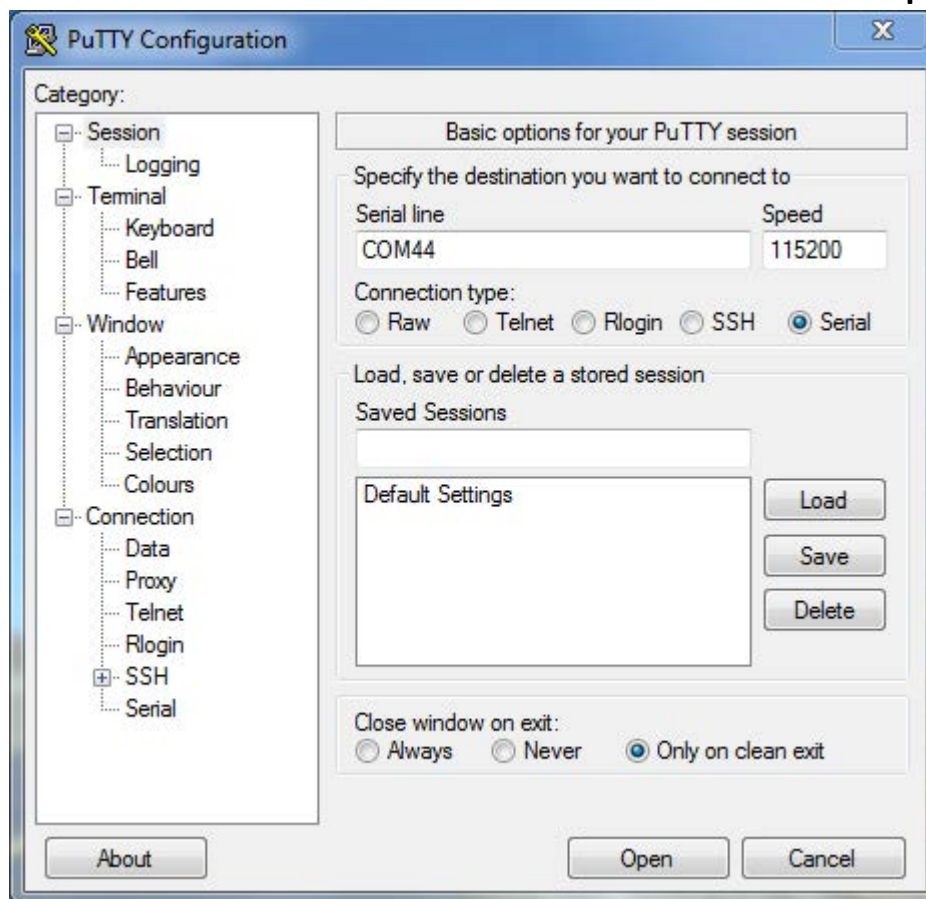 PuTTY Configuration
Category:
Session
Logging
Terminal
Keyboard
Bell
Features
Window
Appearance
Behaviour
Translation
Selection
Colours
Connection
Data
Proxy
Telnet
Rlogin
SSH
Serial
Basic options for your PuTTY session
Specify the destination you want to connect to
Serial line Speed
COM44 115200
Connection type:
Raw Telnet Rlogin SSH Serial
Load, save or delete a stored session
Saved Sessions
Default Settings
Load
Save
Delete
Close window on exit:
Always Never Only on clean exit
About Open Cancel